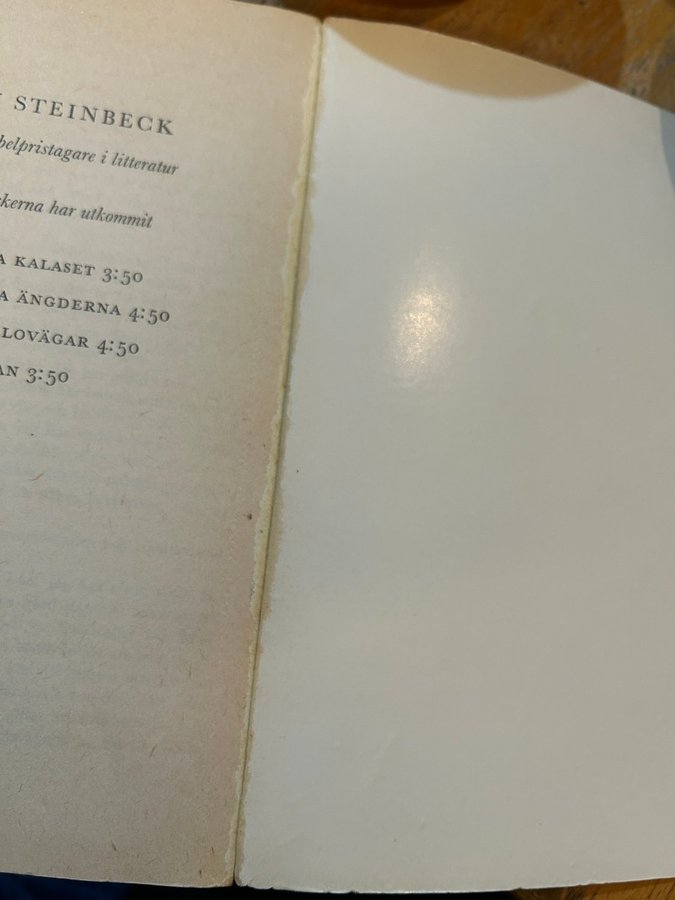 STEINBECK
belpristagare i litteratur
kerna har utkommit
A KALASET 3:50
A ÄNGDERNA 4:50
LOVÄGAR 4:50
AN 3:50